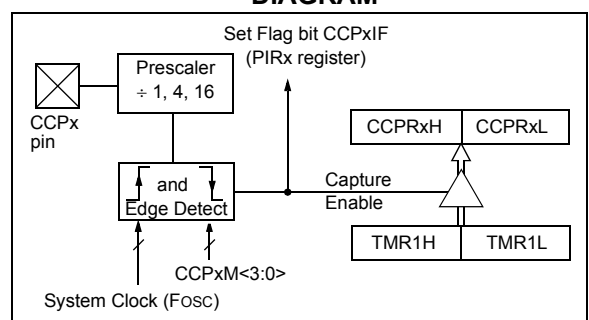 DIAGRAM
Set Flag bit CCPxIF
(PIRx register)
Prescaler
÷ 1, 4, 16
CCPx
pin
CCPRxH
CCPRxL
and
Edge Detect
Capture
Enable
TMR1H
TMR1L
CCPxM<3:0>
System Clock (FOSC)